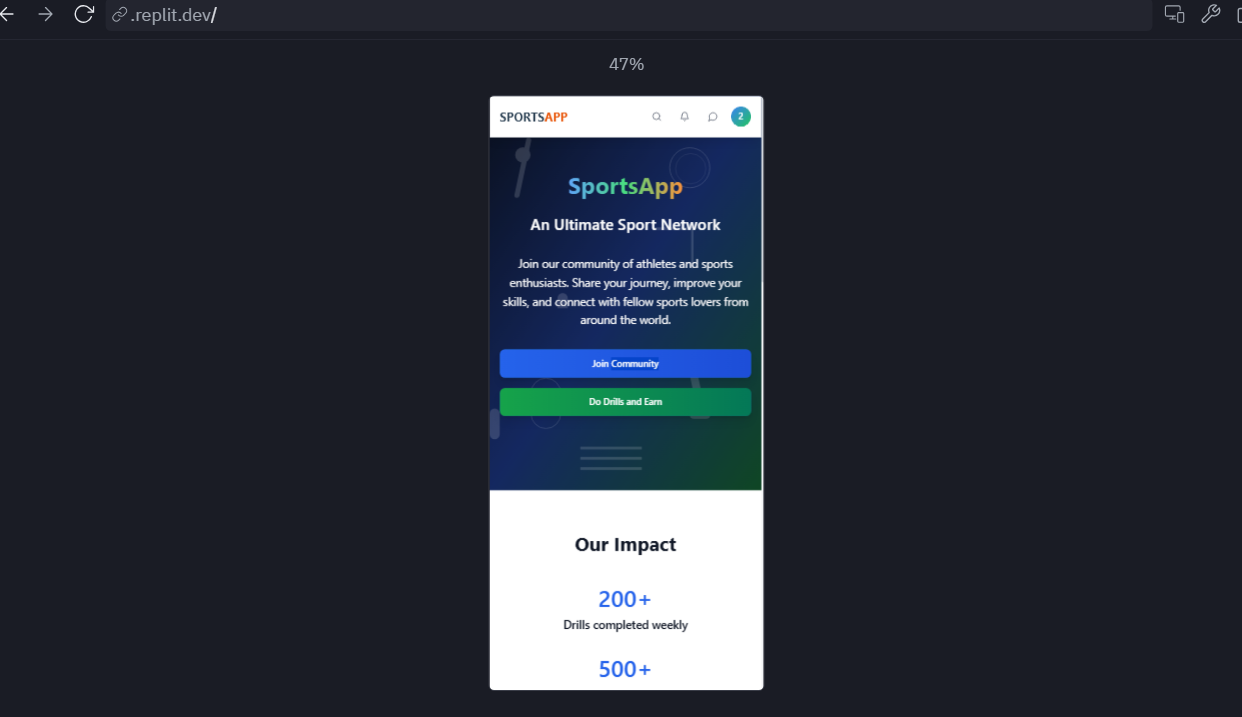 .replit.dev/
47%
SPORTSAPP
2
SportsApp
An Ultimate Sport Network
Join our community of athletes and sports
enthusiasts. Share your journey, improve your
skills, and connect with fellow sports lovers from
around the world.
Join Community
Do Drills and Earn
Our Impact
200+
Drills completed weekly
500+